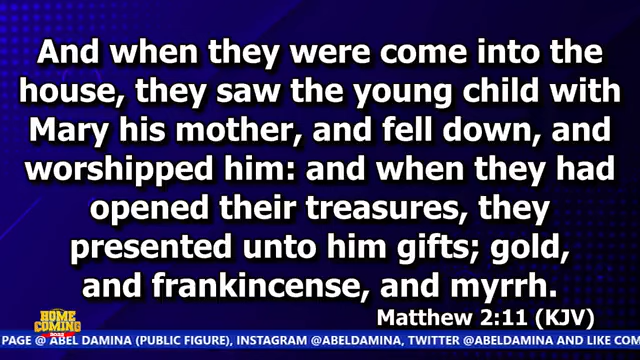 And when they were come into the
house, they saw the young child with
Mary his mother, and fell down, and
worshipped him: and when they had
opened their treasures, they
presented unto him gifts; gold,
and frankincense, and myrrh.
Matthew 2:11 (KJV)
HOME
COMING
2022
PAGE @ ABEL DAMINA (PUBLIC FIGURE), INSTAGRAM @ABELDAMINA, TWITTER @ABELDAMINA AND LIKE COM